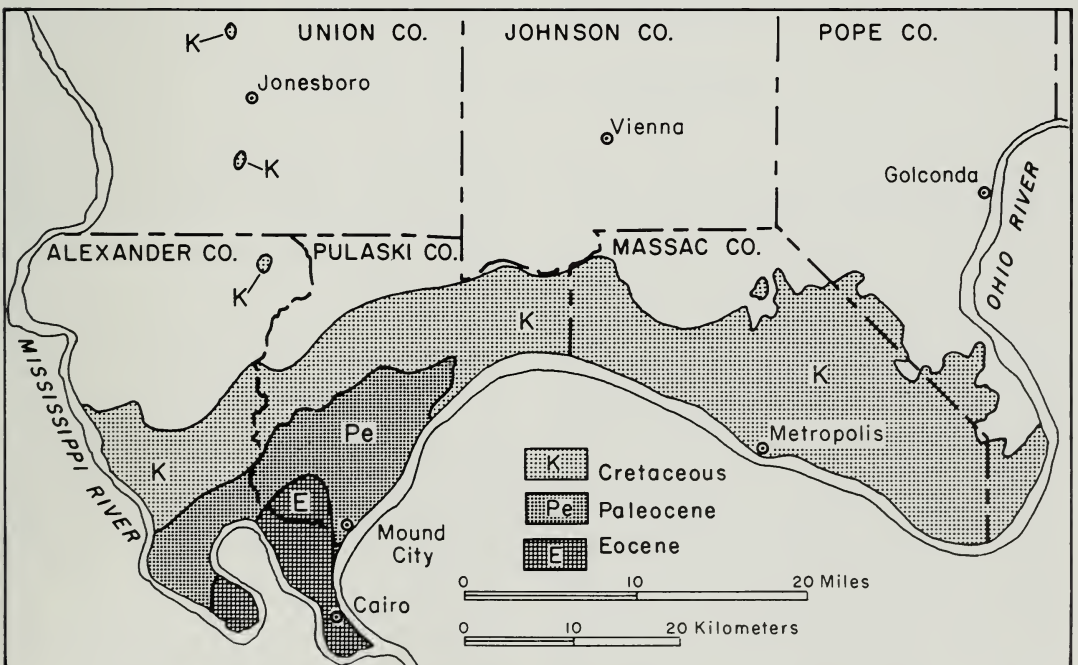 UNION CO.
JOHNSON CO.
POPE CO.
K
Jonesboro
Vienna
K
Golconda
OHIO RIVER
ALEXANDER CO.
PULASKI CO.
MASSAC CO.
K
MISSISSIPPI RIVER
K
K
K
Pe
E
Metropolis
Mound
City
Cairo
K Cretaceous
Pe Paleocene
E Eocene
0 10 20 Miles
0 10 20 Kilometers